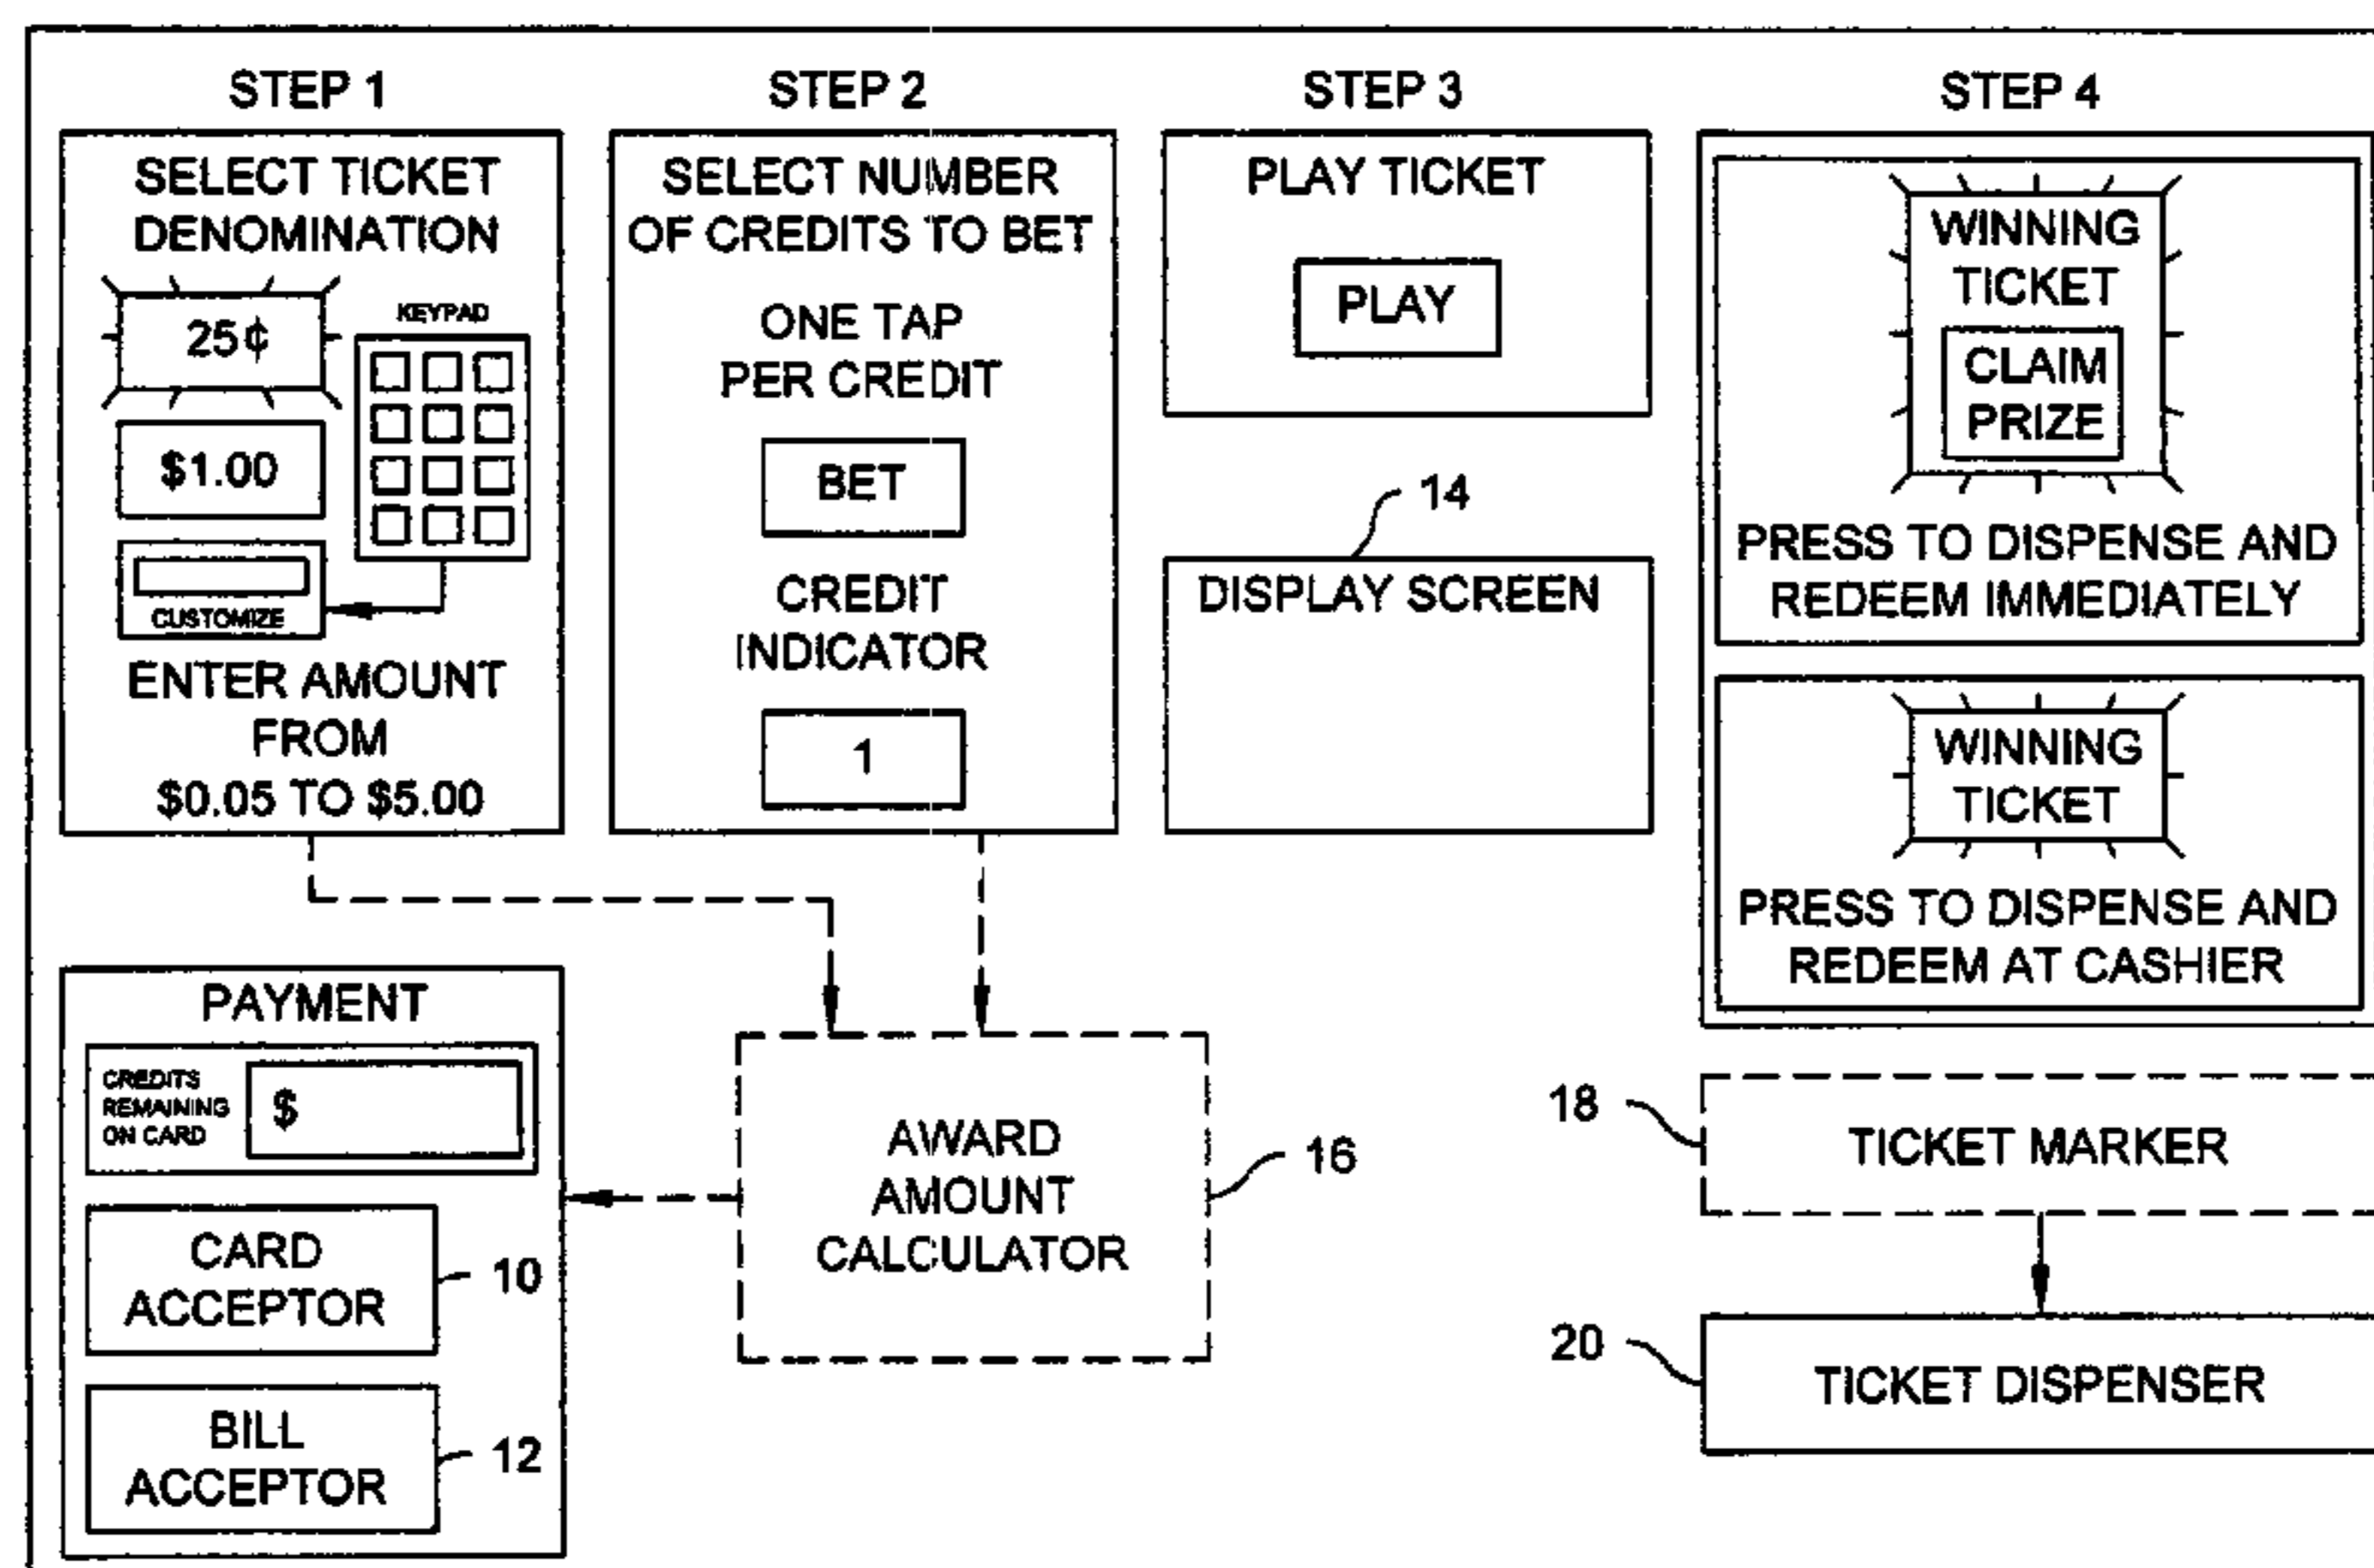 STEP 1
SELECT TICKET
DENOMINATION
25¢
KEYPAD
$1.00
CUSTOMIZE
ENTER AMOUNT
FROM
$0.05 TO $5.00
STEP 2
SELECT NUMBER
OF CREDITS TO BET
ONE TAP
PER CREDIT
BET
CREDIT
INDICATOR
1
STEP 3
PLAY TICKET
PLAY
14
DISPLAY SCREEN
STEP 4
WINNING
TICKET
CLAIM
PRIZE
PRESS TO DISPENSE AND
REDEEM IMMEDIATELY
WINNING
TICKET
PRESS TO DISPENSE AND
REDEEM AT CASHIER
PAYMENT
CREDITS
REMAINING
ON CARD
$
CARD
ACCEPTOR
10
BILL
ACCEPTOR
12
AWARD
AMOUNT
CALCULATOR
16
18
TICKET MARKER
20
TICKET DISPENSER